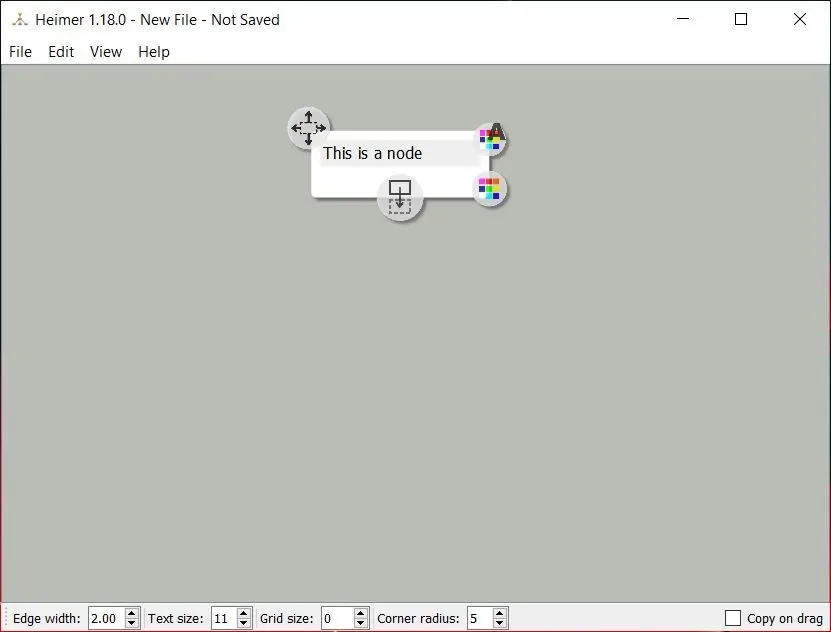 Heimer 1.18.0 - New File - Not Saved
File Edit View Help
A
This is a node
Edge width: 2.00 Text size: 11 Grid size: 0 Corner radius: 5 Copy on drag